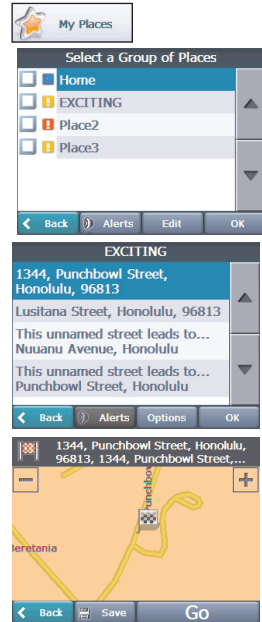 My Places
Select a Group of Places
Home
EXCITING
Place2
Place3
Back Alerts Edit OK
EXCITING
1344, Punchbowl Street,
Honolulu, 96813
Lusitana Street, Honolulu, 96813
This unnamed street leads to...
Nuuanu Avenue, Honolulu
This unnamed street leads to...
Punchbowl Street, Honolulu
Back Alerts Options OK
1344, Punchbowl Street, Honolulu,
96813, 1344, Punchbowl Street,...
Punchbow
eretania
Back Save Go